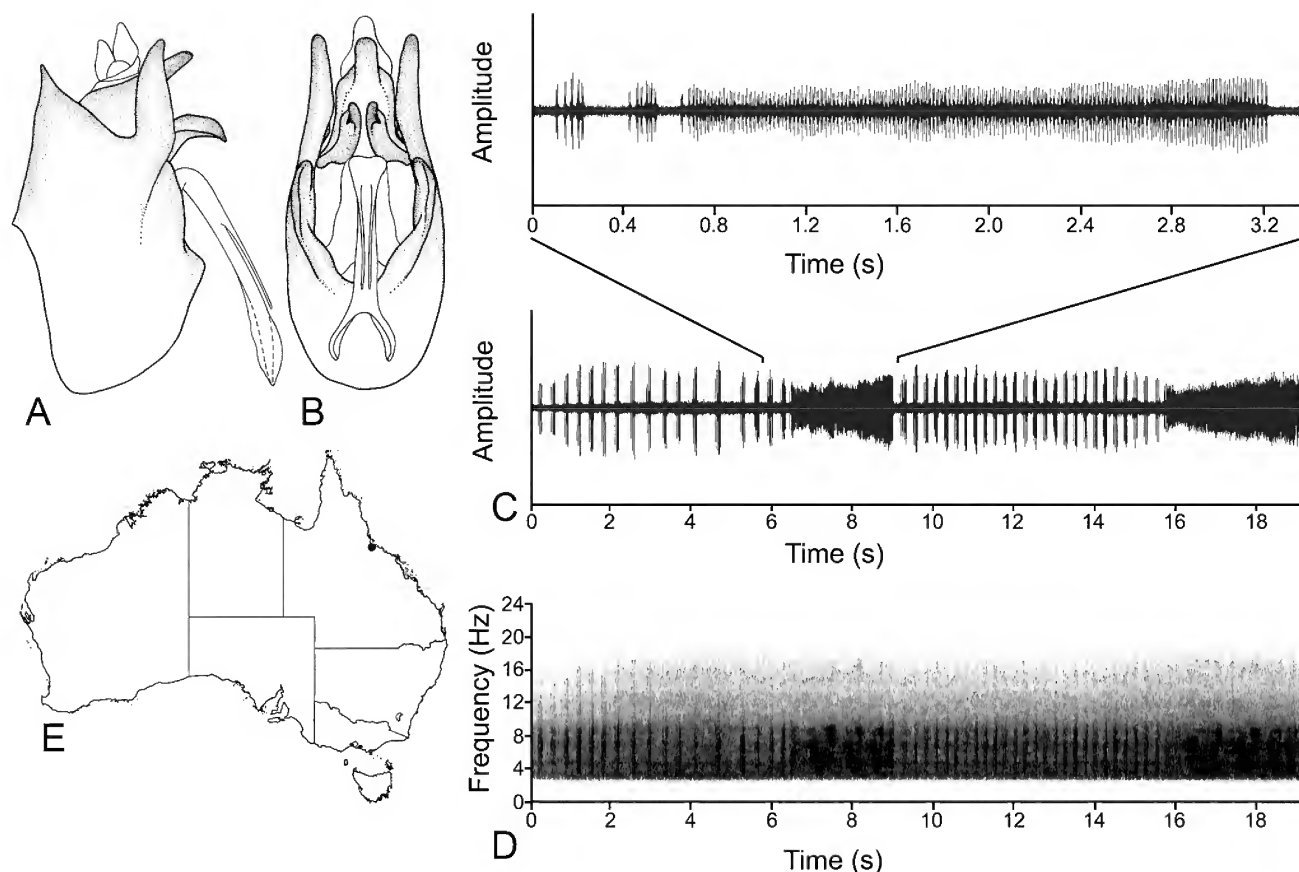 A
B
Amplitude
0 0.4 0.8 1.2 1.6 2.0 2.4 2.8 3.2
Time (s)
Amplitude
C
0 2 4 6 8 10 12 14 16 18
Time (s)
E
Frequency (Hz)
24
20
16
12
8
4
0
D
0 2 4 6 8 10 12 14 16 18
Time (s)